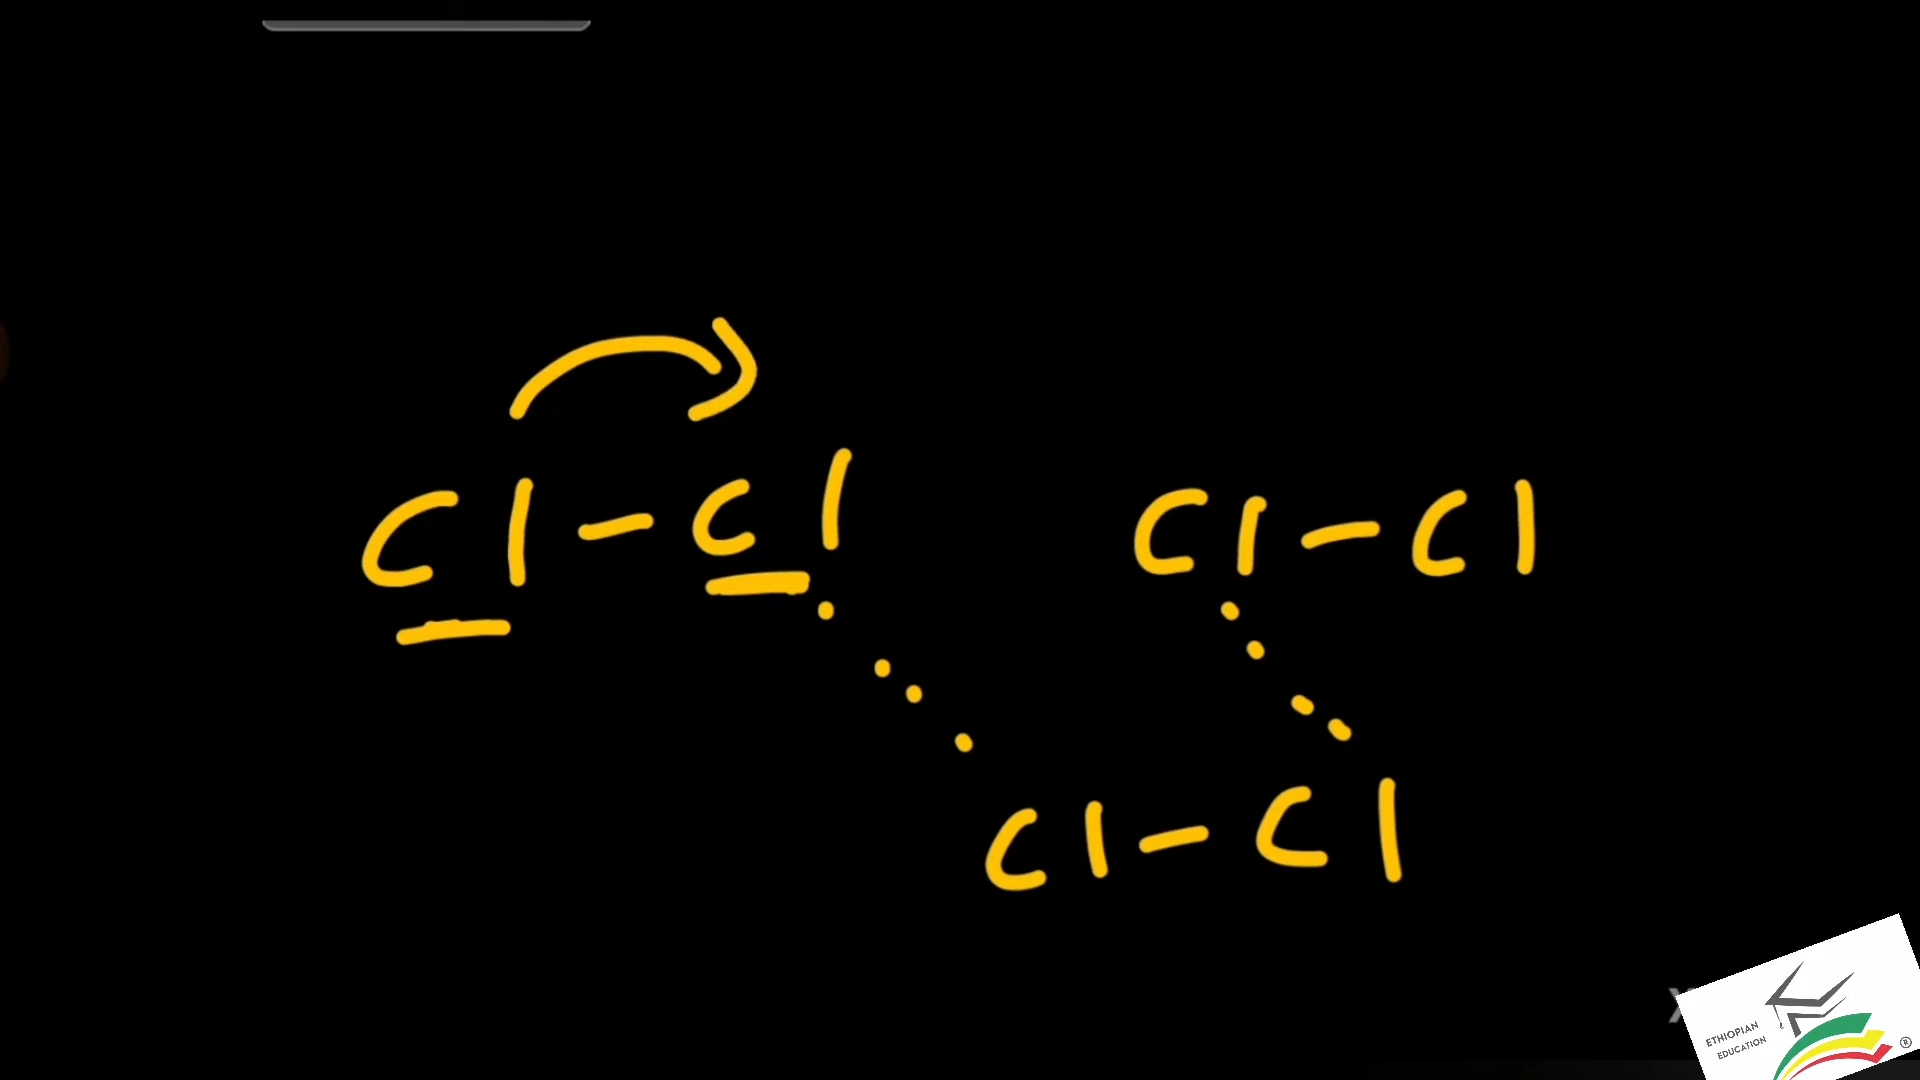 Cl - Cl Cl - Cl
Cl - Cl
ETHIOPIAN
EDUCATION
®